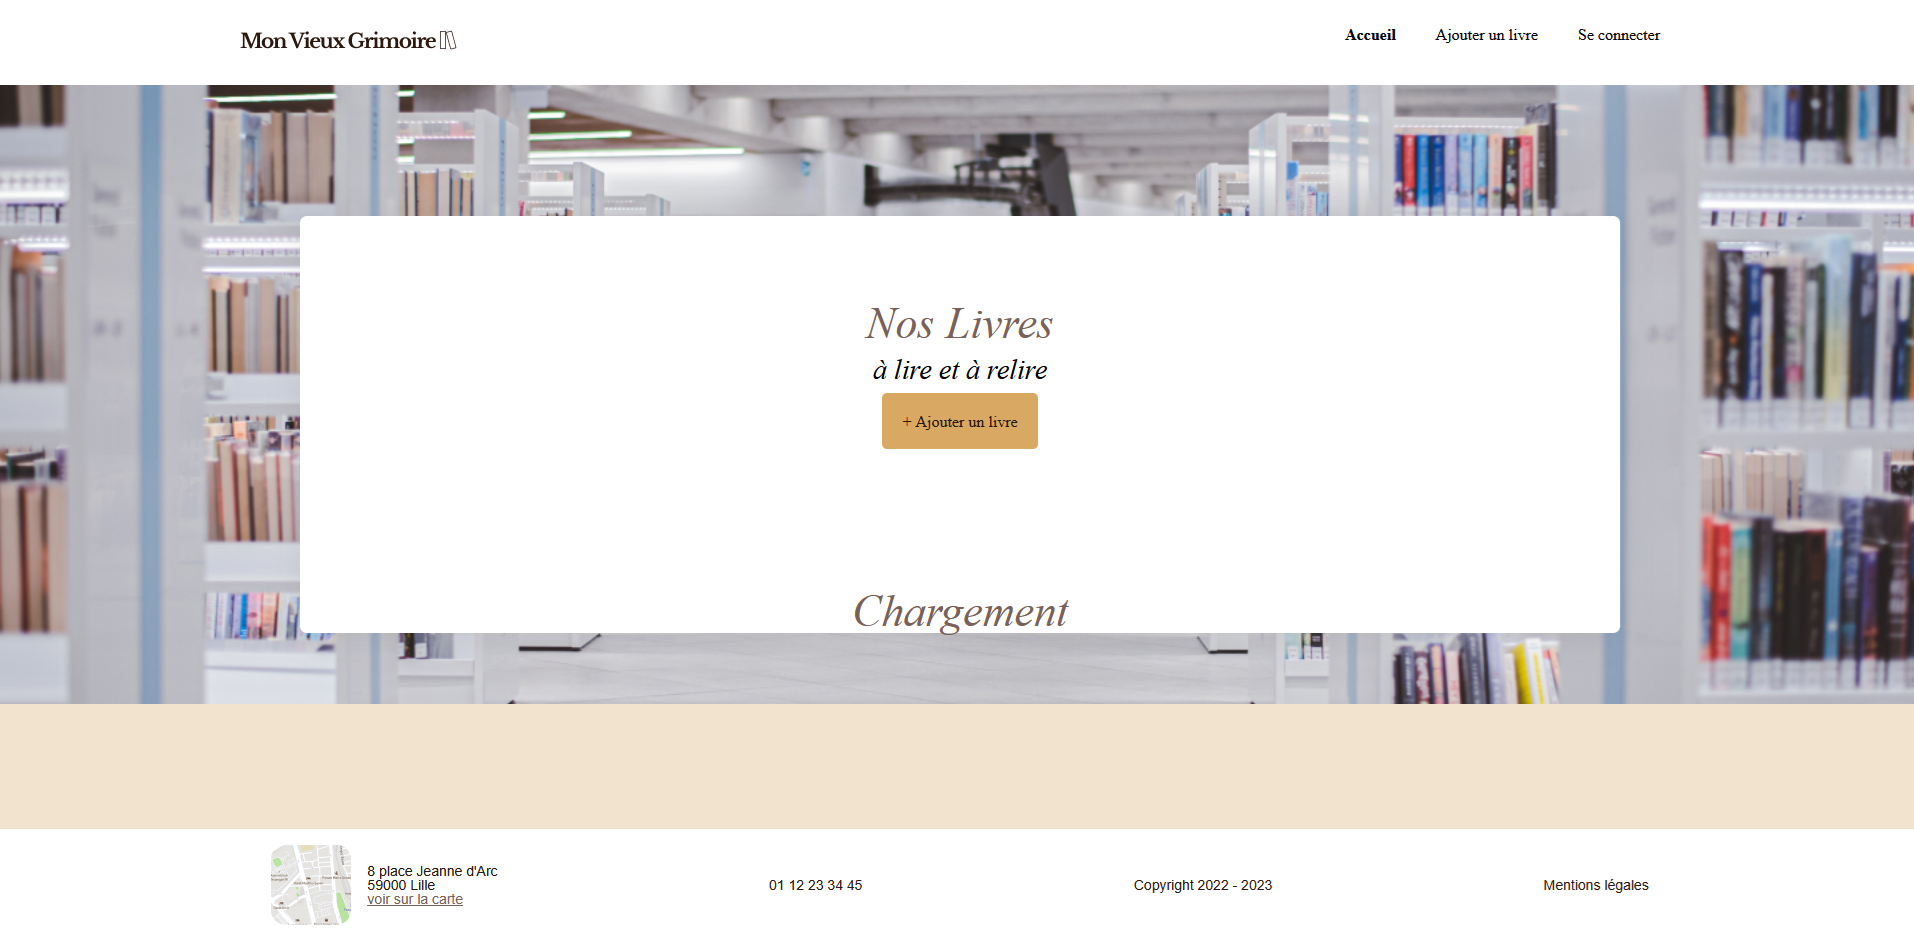 Mon Vieux Grimoire
Accueil
Ajouter un livre
Se connecter
Nos Livres
à lire et à relire
+ Ajouter un livre
Chargement
8 place Jeanne d'Arc
59000 Lille
voir sur la carte
01 12 23 34 45
Copyright 2022 - 2023
Mentions légales